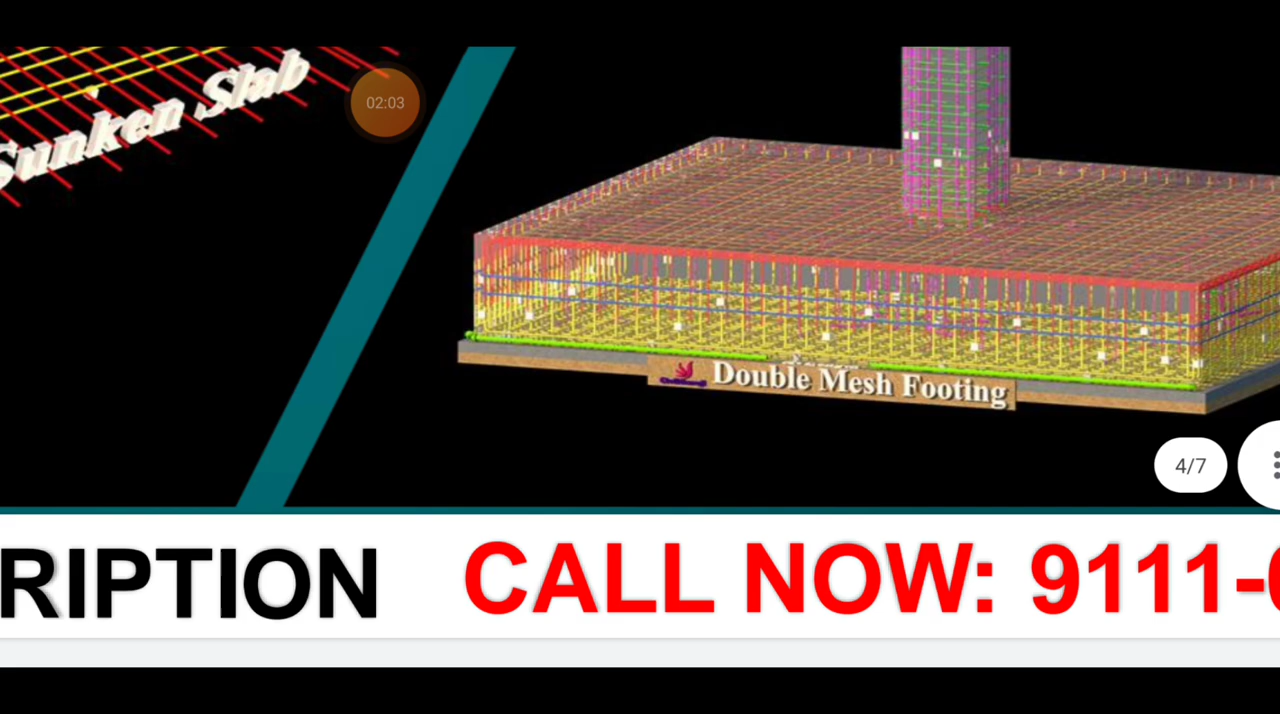 Sunken Slab
02:03
Double Mesh Footing
4/7
RIPTION CALL NOW: 9111-